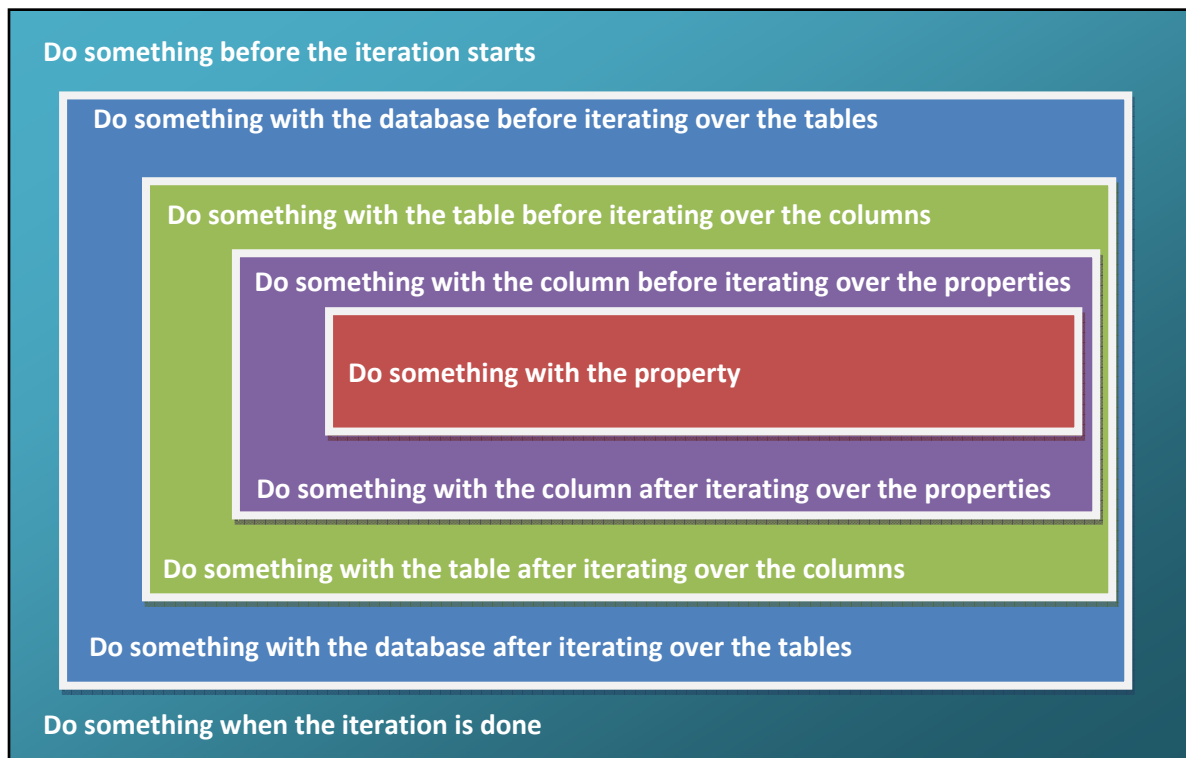 Do something before the iteration starts
Do something with the database before iterating over the tables
Do something with the table before iterating over the columns
Do something with the column before iterating over the properties
Do something with the property
Do something with the column after iterating over the properties
Do something with the table after iterating over the columns
Do something with the database after iterating over the tables
Do something when the iteration is done